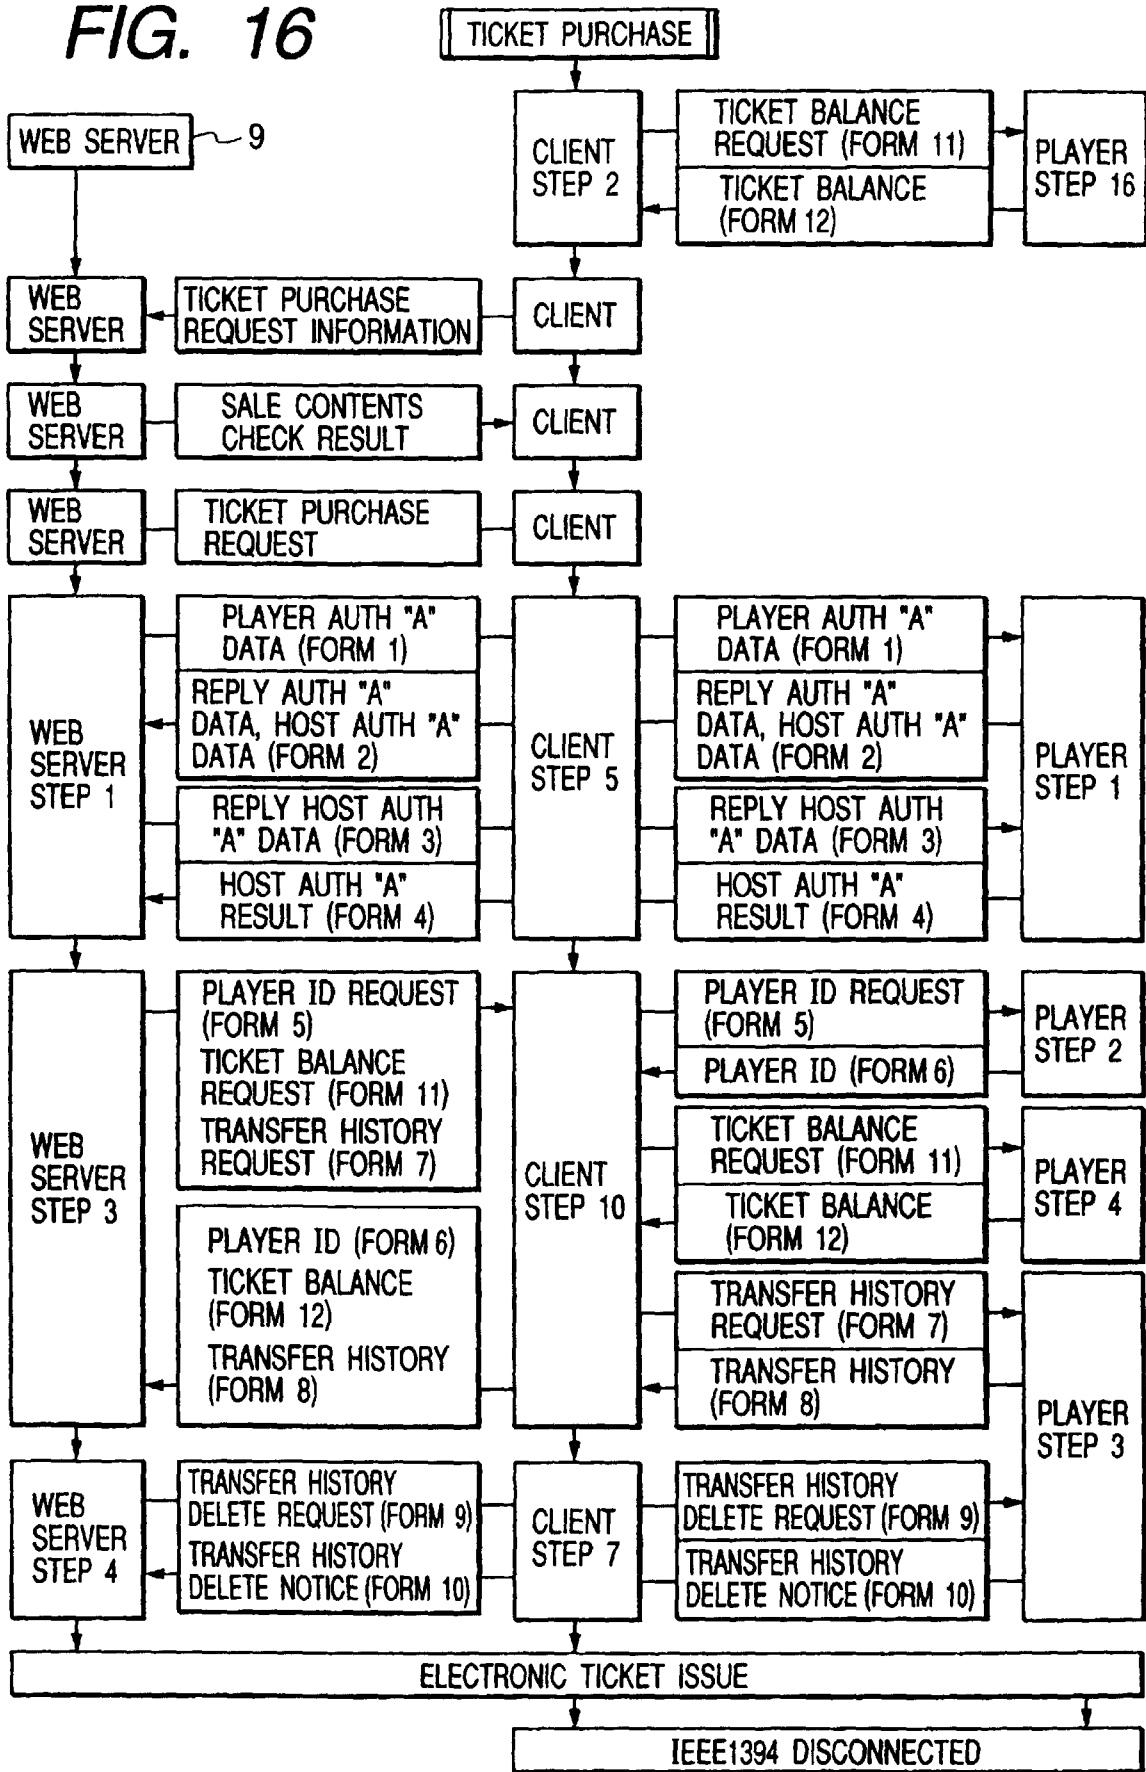 FIG. 16
TICKET PURCHASE
WEB SERVER
9
CLIENT
STEP 2
TICKET BALANCE
REQUEST (FORM 11)
TICKET BALANCE
(FORM 12)
PLAYER
STEP 16
WEB
SERVER
TICKET PURCHASE
REQUEST INFORMATION
CLIENT
WEB
SERVER
SALE CONTENTS
CHECK RESULT
CLIENT
WEB
SERVER
TICKET PURCHASE
REQUEST
CLIENT
WEB
SERVER
STEP 1
PLAYER AUTH "A"
DATA (FORM 1)
REPLY AUTH "A"
DATA, HOST AUTH "A"
DATA (FORM 2)
REPLY HOST AUTH
"A" DATA (FORM 3)
HOST AUTH "A"
RESULT (FORM 4)
CLIENT
STEP 5
PLAYER AUTH "A"
DATA (FORM 1)
REPLY AUTH "A"
DATA, HOST AUTH "A"
DATA (FORM 2)
REPLY HOST AUTH
"A" DATA (FORM 3)
HOST AUTH "A"
RESULT (FORM 4)
PLAYER
STEP 1
WEB
SERVER
STEP 3
PLAYER ID REQUEST
(FORM 5)
TICKET BALANCE
REQUEST (FORM 11)
TRANSFER HISTORY
REQUEST (FORM 7)
PLAYER ID (FORM 6)
TICKET BALANCE
(FORM 12)
TRANSFER HISTORY
(FORM 8)
CLIENT
STEP 10
PLAYER ID REQUEST
(FORM 5)
PLAYER ID (FORM 6)
PLAYER
STEP 2
TICKET BALANCE
REQUEST (FORM 11)
TICKET BALANCE
(FORM 12)
PLAYER
STEP 4
TRANSFER HISTORY
REQUEST (FORM 7)
TRANSFER HISTORY
(FORM 8)
PLAYER
STEP 3
WEB
SERVER
STEP 4
TRANSFER HISTORY
DELETE REQUEST (FORM 9)
TRANSFER HISTORY
DELETE NOTICE (FORM 10)
CLIENT
STEP 7
TRANSFER HISTORY
DELETE REQUEST (FORM 9)
TRANSFER HISTORY
DELETE NOTICE (FORM 10)
ELECTRONIC TICKET ISSUE
IEEE1394 DISCONNECTED